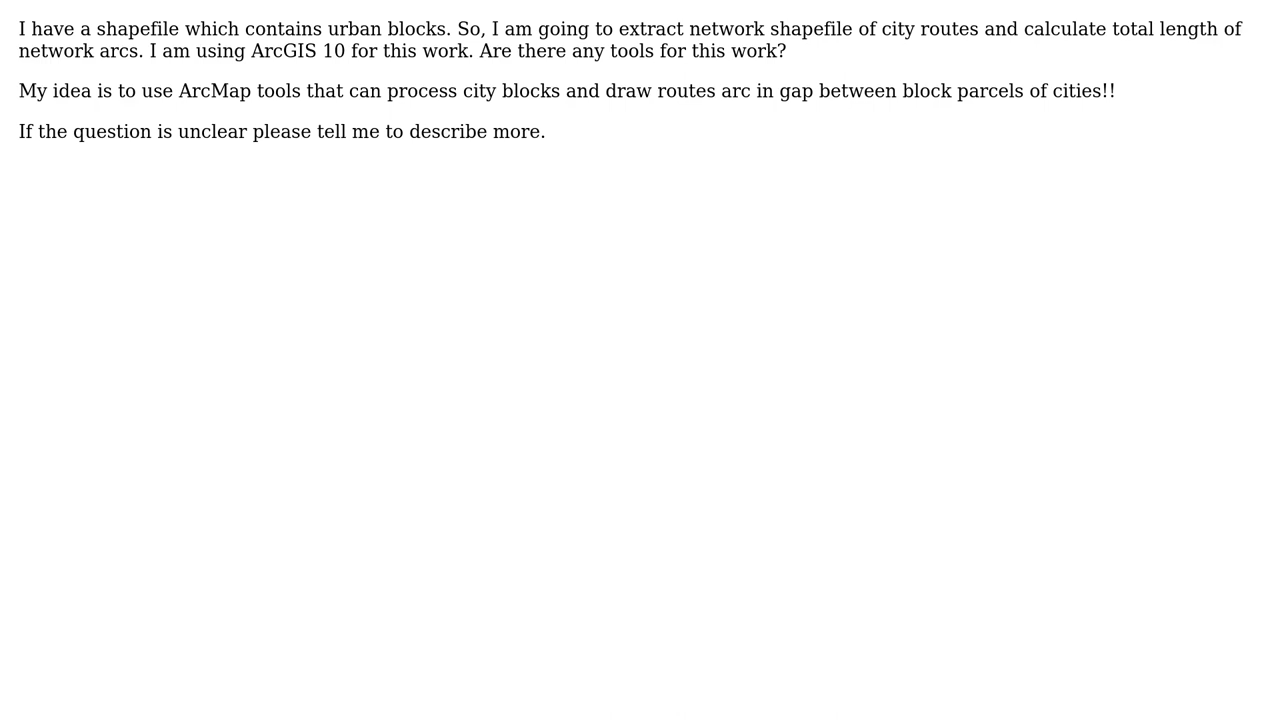 I have a shapefile which contains urban blocks. So, I am going to extract network shapefile of city routes and calculate total length of
network arcs. I am using ArcGIS 10 for this work. Are there any tools for this work?
My idea is to use ArcMap tools that can process city blocks and draw routes arc in gap between block parcels of cities!!
If the question is unclear please tell me to describe more.